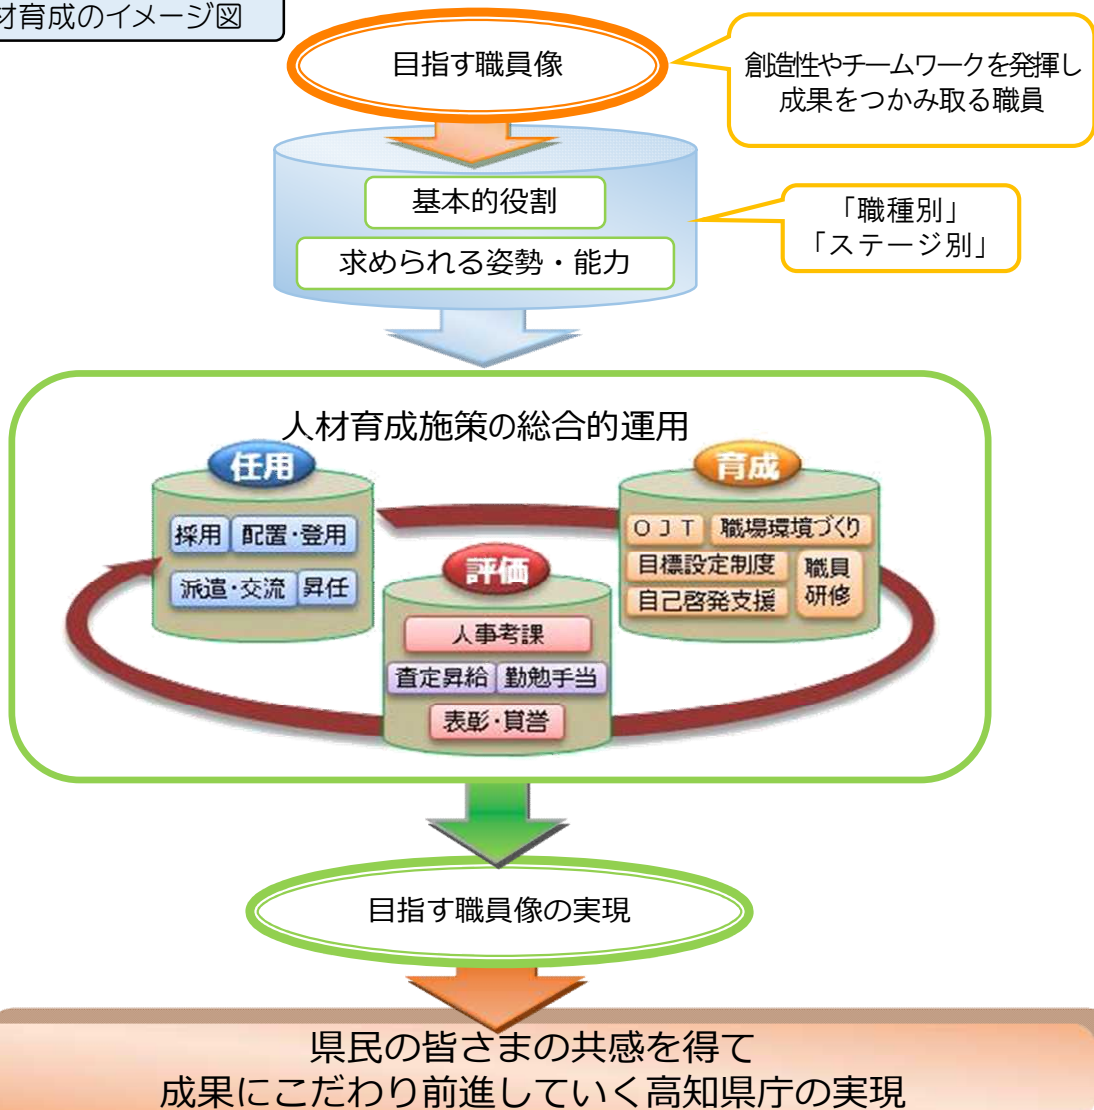 材育成のイメージ図
目指す職員像
創造性やチームワークを発揮し
成果をつかみ取る職員
基本的役割
求められる姿勢・能力
「職種別」
「ステージ別」
人材育成施策の総合的運用
任用
採用
配置・登用
派遣・交流
昇任
育成
OJT
職場環境づくり
目標設定制度
自己啓発支援
職員
研修
評価
人事考課
査定昇給
勤勉手当
表彰・賞誉
目指す職員像の実現
県民の皆さまの共感を得て
成果にこだわり前進していく高知県庁の実現